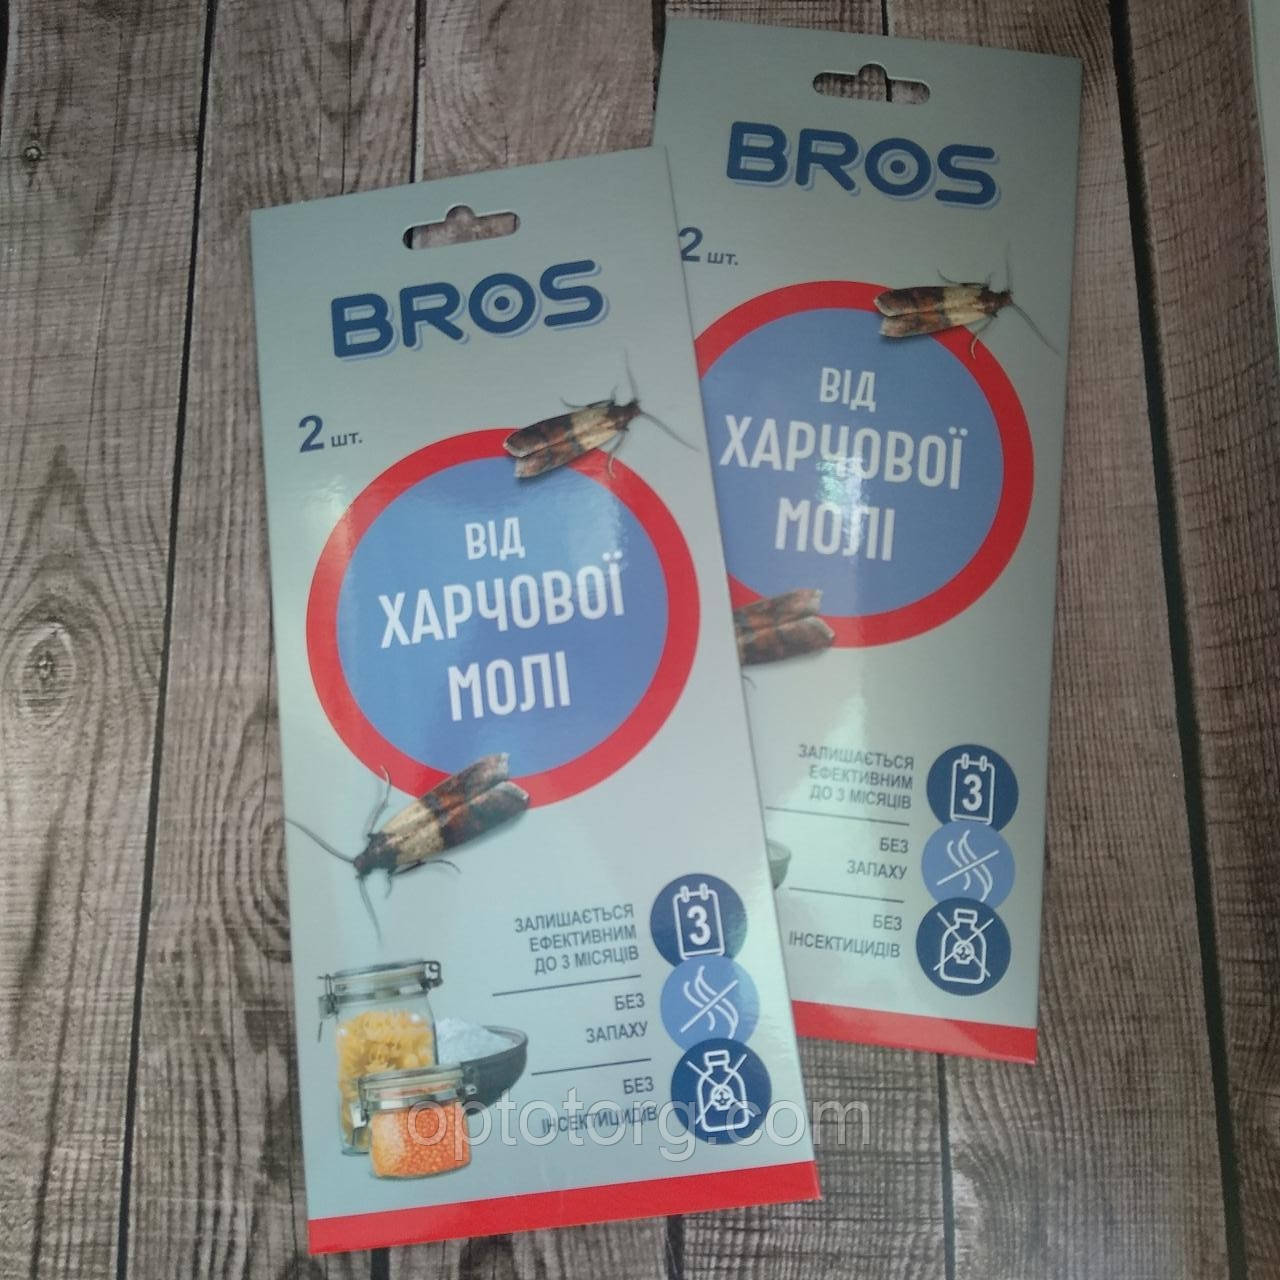 BROS
2 шт.
ВІД
ХАРЧОВОЇ
МОЛІ
ЗАЛИШАЄТЬСЯ
ЕФЕКТИВНИМ
ДО 3 МІСЯЦІВ
3
БЕЗ
ЗАПАХУ
БЕЗ
ІНСЕКТИЦИДІВ
BROS
2 шт.
ВІД
ХАРЧОВОЇ
МОЛІ
ЗАЛИШАЄТЬСЯ
ЕФЕКТИВНИМ
ДО 3 МІСЯЦІВ
3
БЕЗ
ЗАПАХУ
БЕЗ
ІНСЕКТИЦИДІВ
optotorg.com